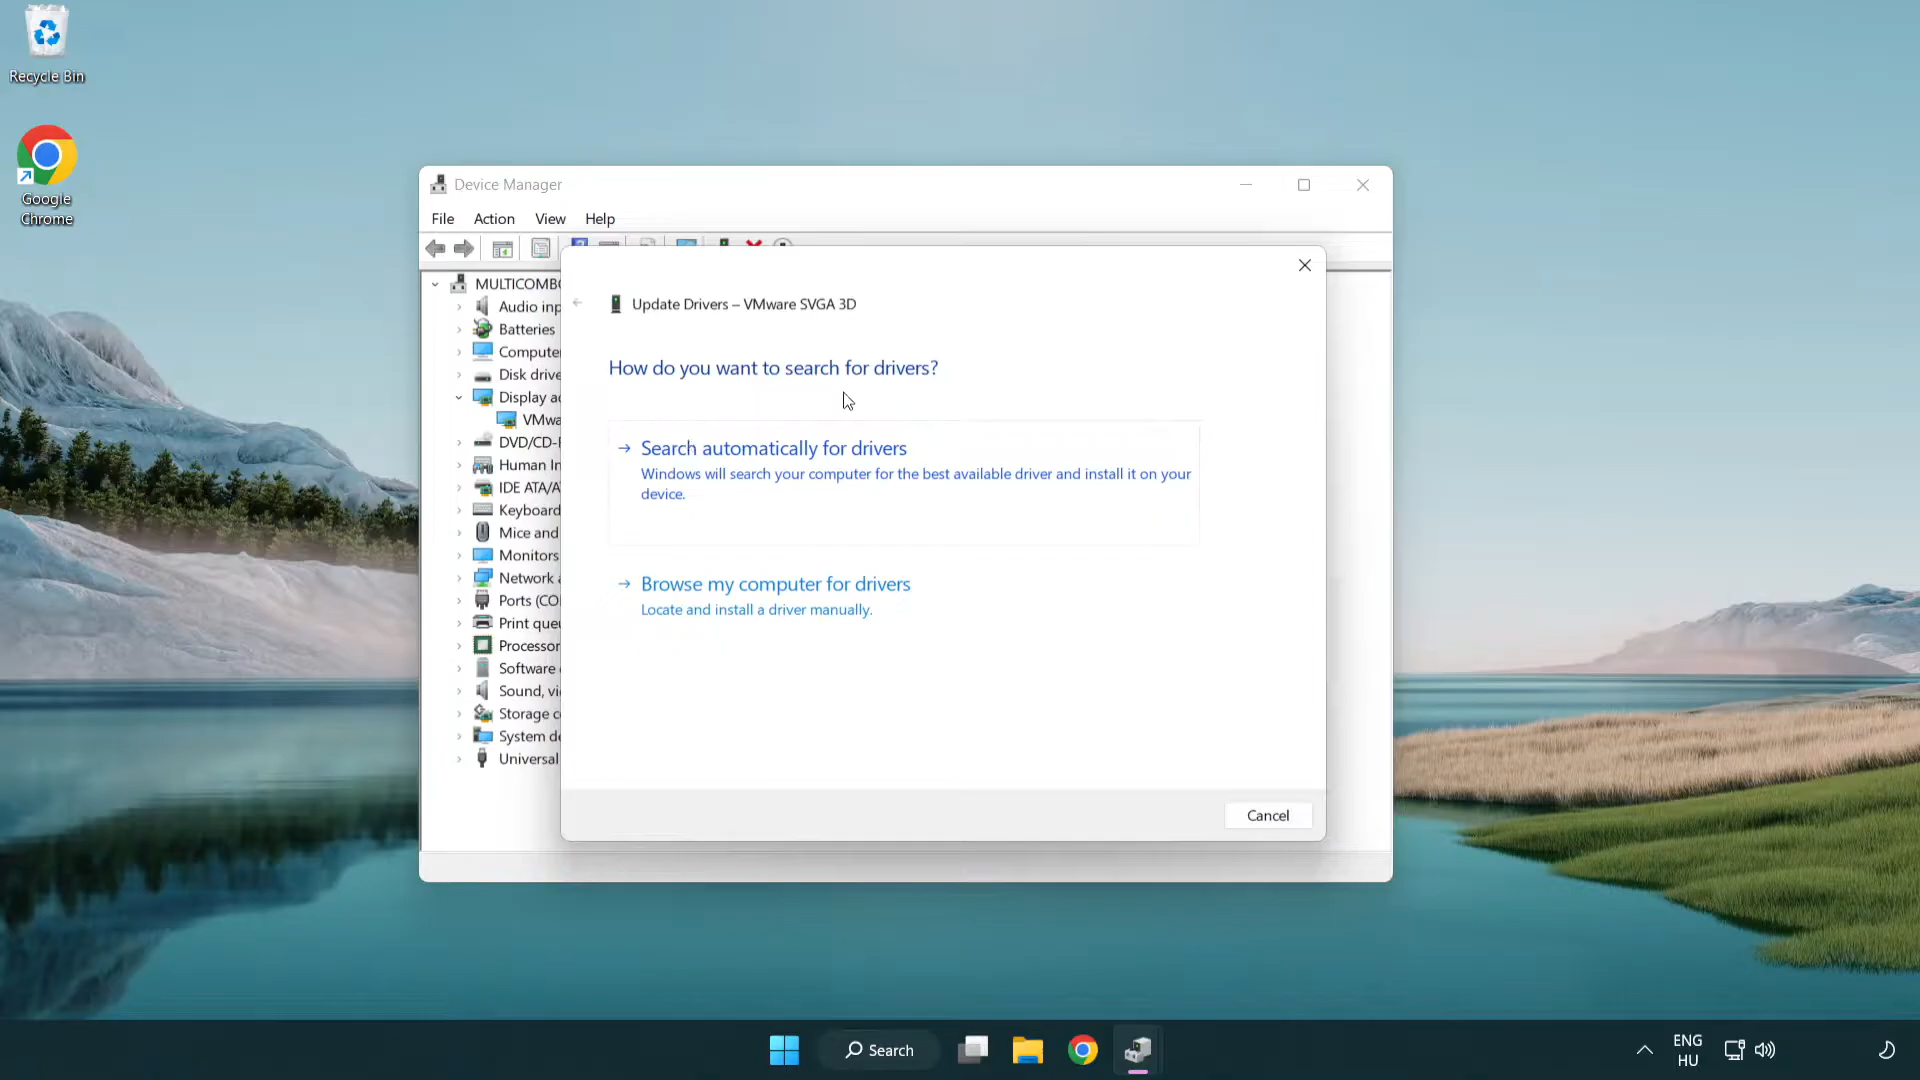 Recycle Bin
Google
Chrome
Device Manager
File Action View Help
MULTICOMBO
Audio inp
Batteries
Compute
Disk drive
Display a
VMwa
DVD/CD-
Human In
IDE ATA/A
Keyboard
Mice and
Monitors
Network
Ports (CO
Print que
Processor
Software
Sound, vi
Storage c
System de
Universal
Update Drivers – VMware SVGA 3D
How do you want to search for drivers?
Search automatically for drivers
Windows will search your computer for the best available driver and install it on your
device.
Browse my computer for drivers
Locate and install a driver manually.
Cancel
Search
ENG
HU